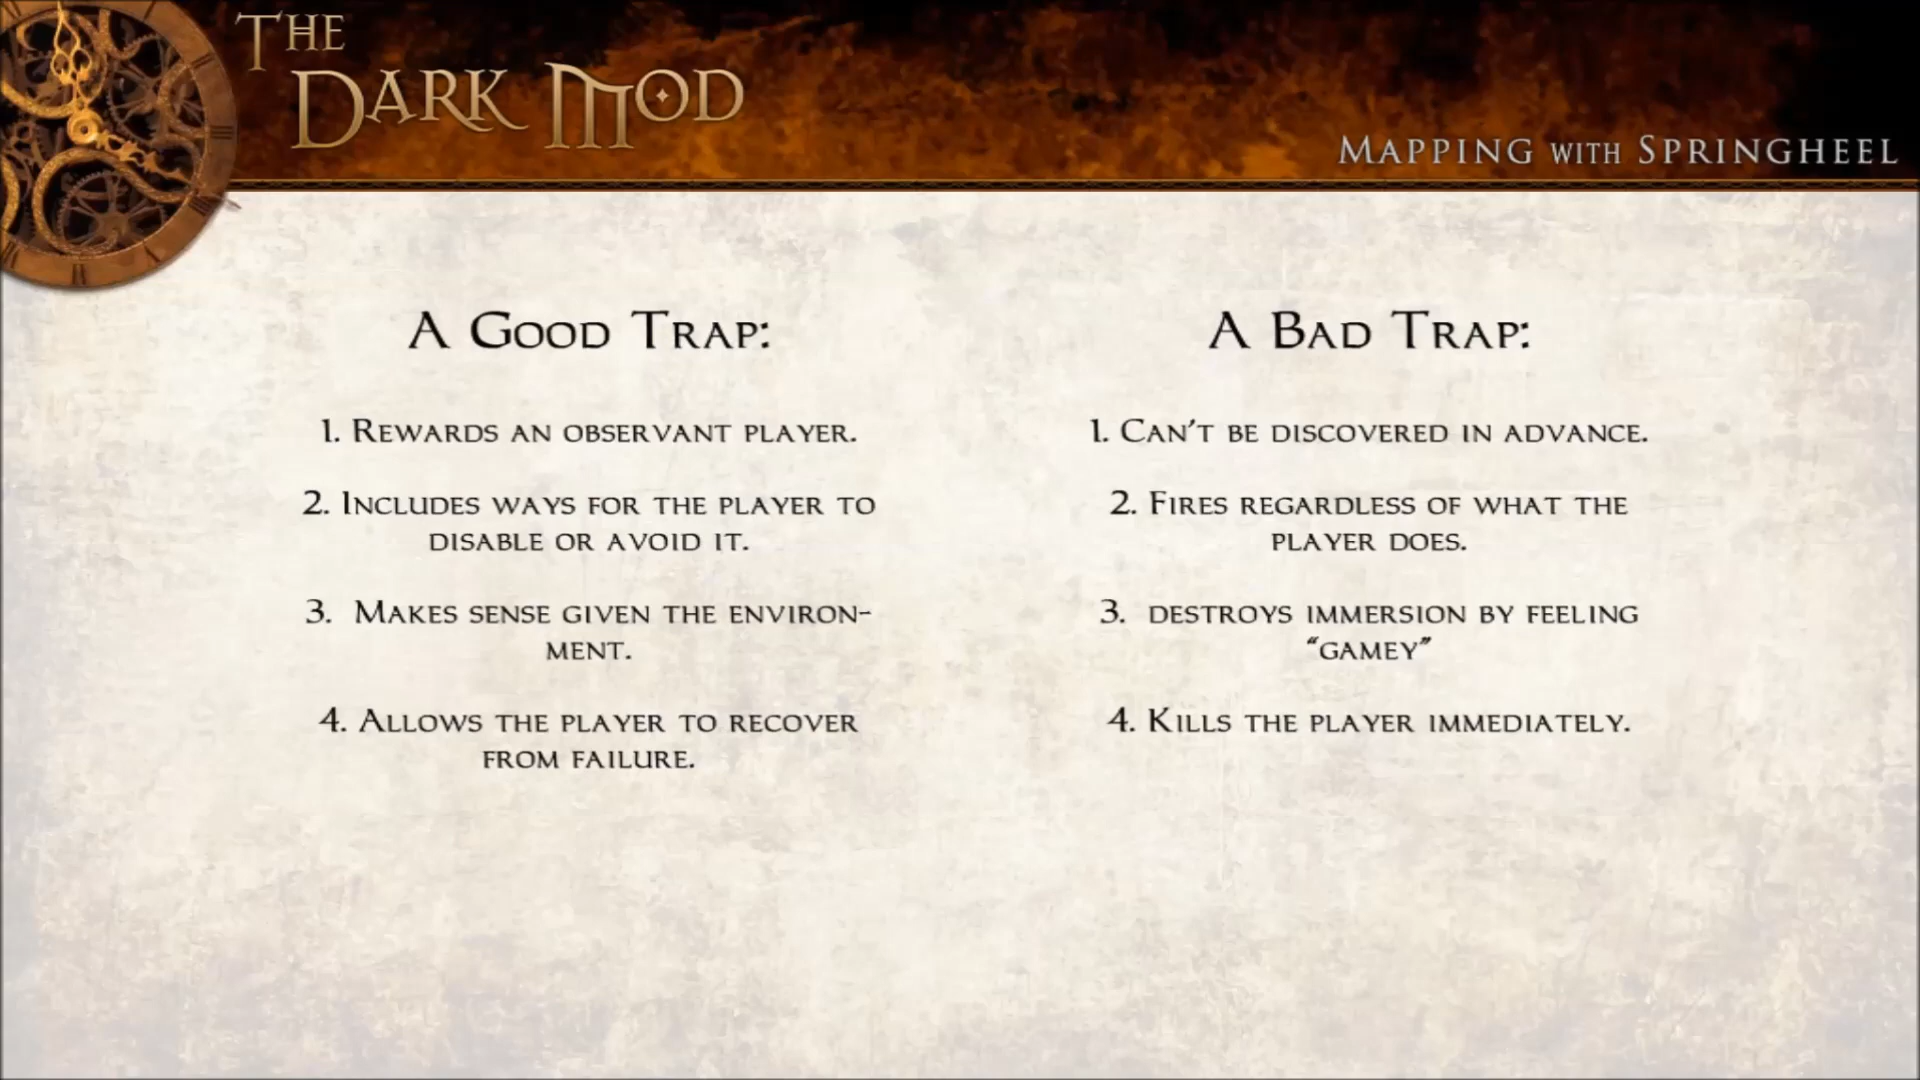 The
Dark Mod
Mapping with Springheel
A Good Trap:
1. Rewards an observant player.
2. Includes ways for the player to
disable or avoid it.
3. Makes sense given the environ-
ment.
4. Allows the player to recover
from failure.
A Bad Trap:
1. Can't be discovered in advance.
2. Fires regardless of what the
player does.
3. destroys immersion by feeling
“gamey”
4. Kills the player immediately.